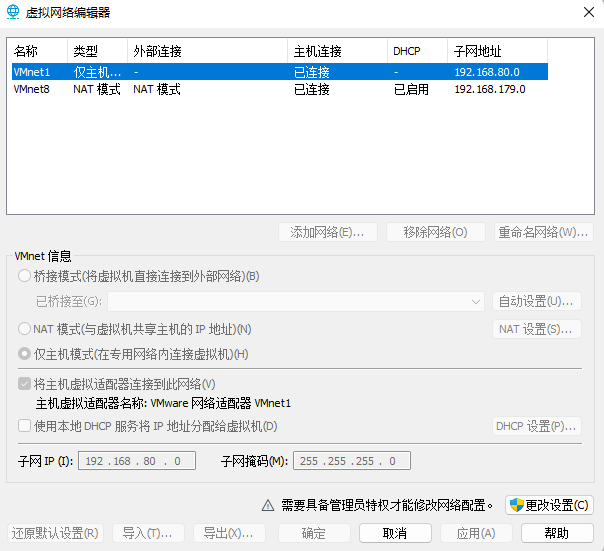 虚拟网络编辑器
名称 类型 外部连接 主机连接 DHCP 子网地址
VMnet1 仅主机... - 已连接 - 192.168.80.0
VMnet8 NAT 模式 NAT 模式 已连接 已启用 192.168.179.0
添加网络(E)... 移除网络(O) 重命名网络(W)...
VMnet 信息
桥接模式(将虚拟机直接连接到外部网络)(B)
已桥接至(G): 自动设置(U)...
NAT 模式(与虚拟机共享主机的 IP 地址)(N) NAT 设置(S)...
仅主机模式(在专用网络内连接虚拟机)(H)
将主机虚拟适配器连接到此网络(V)
主机虚拟适配器名称: VMware 网络适配器 VMnet1
使用本地 DHCP 服务将 IP 地址分配给虚拟机(D) DHCP 设置(P)...
子网 IP (I): 192 . 168 . 80 . 0 子网掩码(M): 255 . 255 . 255 . 0
需要具备管理员特权才能修改网络配置。 更改设置(C)
还原默认设置(R) 导入(T)... 导出(X)... 确定 取消 应用(A) 帮助